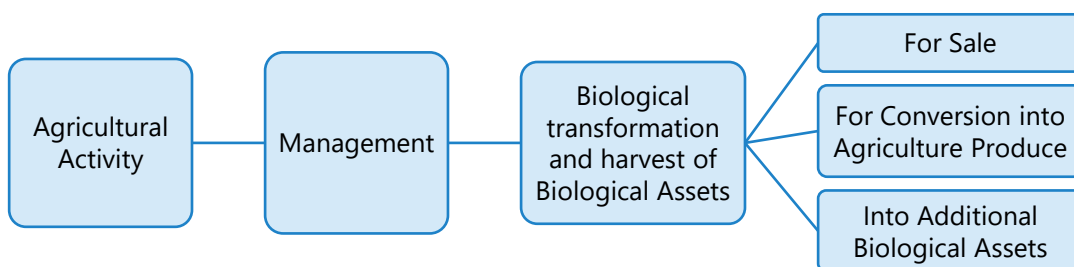 Agricultural
Activity
Management
Biological
transformation
and harvest of
Biological Assets
For Sale
For Conversion into
Agriculture Produce
Into Additional
Biological Assets